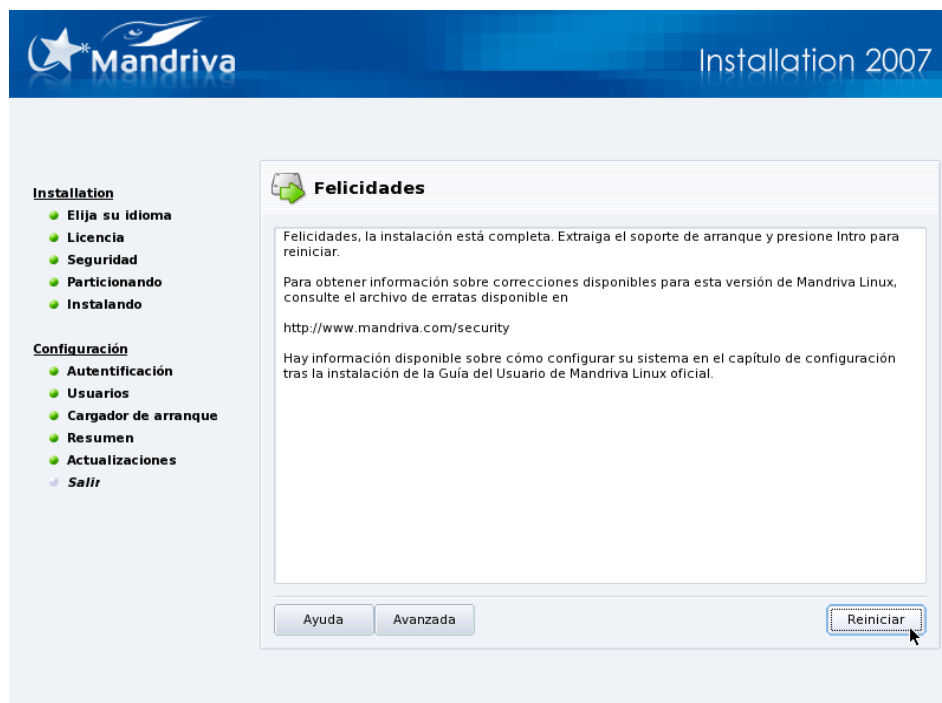 Mandriva
Installation 2007
Installation
Elija su idioma
Licencia
Seguridad
Particionando
Instalando
Configuración
Autentificación
Usuarios
Cargador de arranque
Resumen
Actualizaciones
Salir
Felicidades
Felicidades, la instalación está completa. Extraiga el soporte de arranque y presione Intro para
reiniciar.
Para obtener información sobre correcciones disponibles para esta versión de Mandriva Linux,
consulte el archivo de erratas disponible en
http://www.mandriva.com/security
Hay información disponible sobre cómo configurar su sistema en el capítulo de configuración
tras la instalación de la Guía del Usuario de Mandriva Linux oficial.
Ayuda
Avanzada
Reiniciar